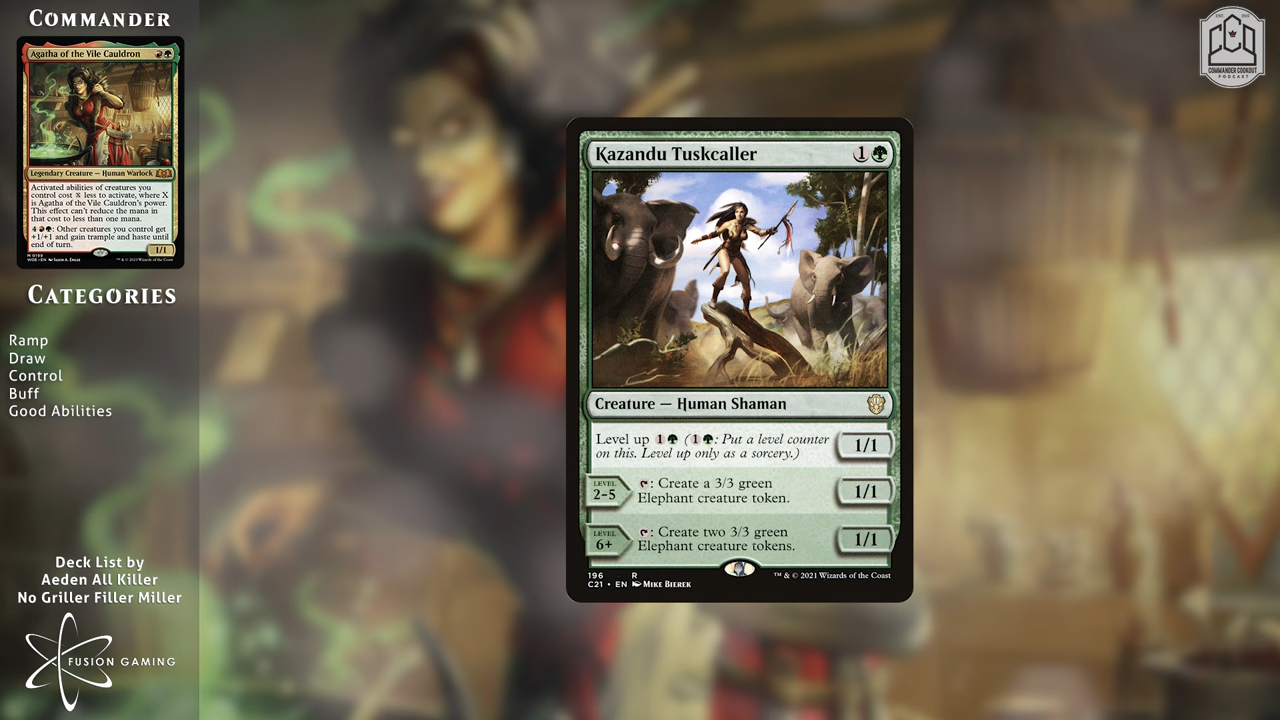 Commander
Agatha of the Vile Cauldron
Legendary Creature — Human Warlock
Activated abilities of creatures you
control cost X less to activate, where X
is Agatha of the Vile Cauldron's power.
This effect can't reduce the mana in
that cost to less than one mana.
4: Other creatures you control get
+1/+1 and gain trample and haste until
end of turn.
1/1
Categories
Ramp
Draw
Control
Buff
Good Abilities
Deck List by
Aeden All Killer
No Griller Filler Miller
FUSION GAMING
Kazandu Tuskcaller 1
Creature — Human Shaman
Level up 1 (1: Put a level counter
on this. Level up only as a sorcery.)
1/1
LEVEL
2-5
: Create a 3/3 green
Elephant creature token.
1/1
LEVEL
6+
: Create two 3/3 green
Elephant creature tokens.
1/1
196 R
C21 • EN Mike Bierek
™ & © 2021 Wizards of the Coast
CCO
COMMANDER COOKOUT
PODCAST